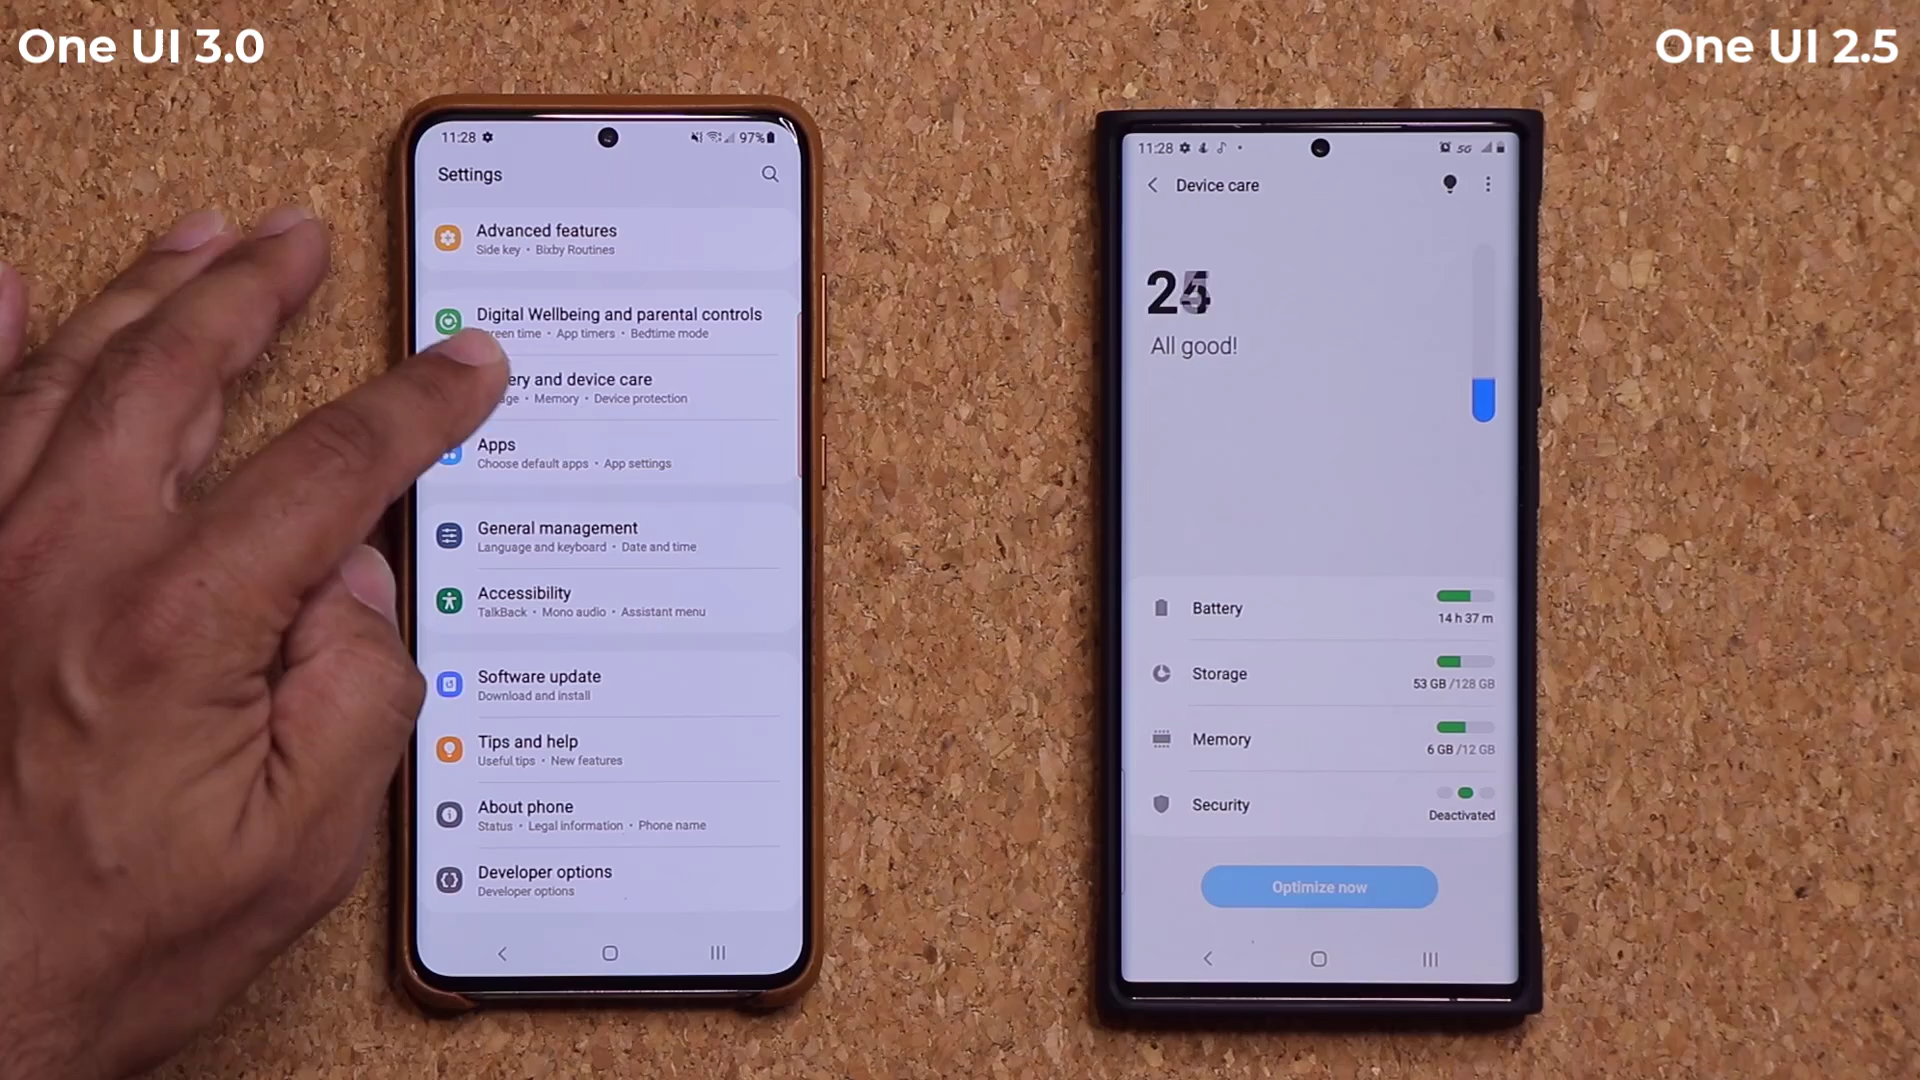 One UI 3.0
One UI 2.5
11:28
97%
Settings
Advanced features
Side key • Bixby Routines
Digital Wellbeing and parental controls
time • App timers • Bedtime mode
and device care
Memory • Device protection
Apps
Choose default apps • App settings
General management
Language and keyboard • Date and time
Accessibility
TalkBack • Mono audio • Assistant menu
Software update
Download and install
Tips and help
Useful tips • New features
About phone
Status • Legal information • Phone name
Developer options
Developer options
11:28
5G
Device care
All good!
Battery
14 h 37 m
Storage
53 GB /128 GB
Memory
6 GB /12 GB
Security
Deactivated
Optimize now